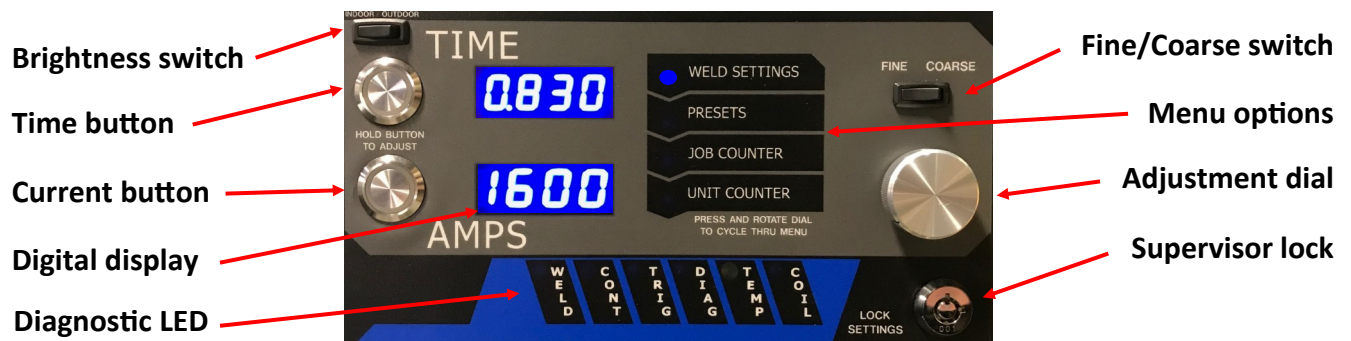 INDOOR / OUTDOOR
Brightness switch
TIME
Fine/Coarse switch
0.830
WELD SETTINGS
FINE COARSE
Time button
PRESETS
Menu options
HOLD BUTTON
TO ADJUST
JOB COUNTER
Current button
1600
UNIT COUNTER
Adjustment dial
PRESS AND ROTATE DIAL
TO CYCLE THRU MENU
AMPS
Digital display
Supervisor lock
WELD
CONT
TRIG
DIAG
TEMP
COIL
Diagnostic LED
LOCK
SETTINGS
001